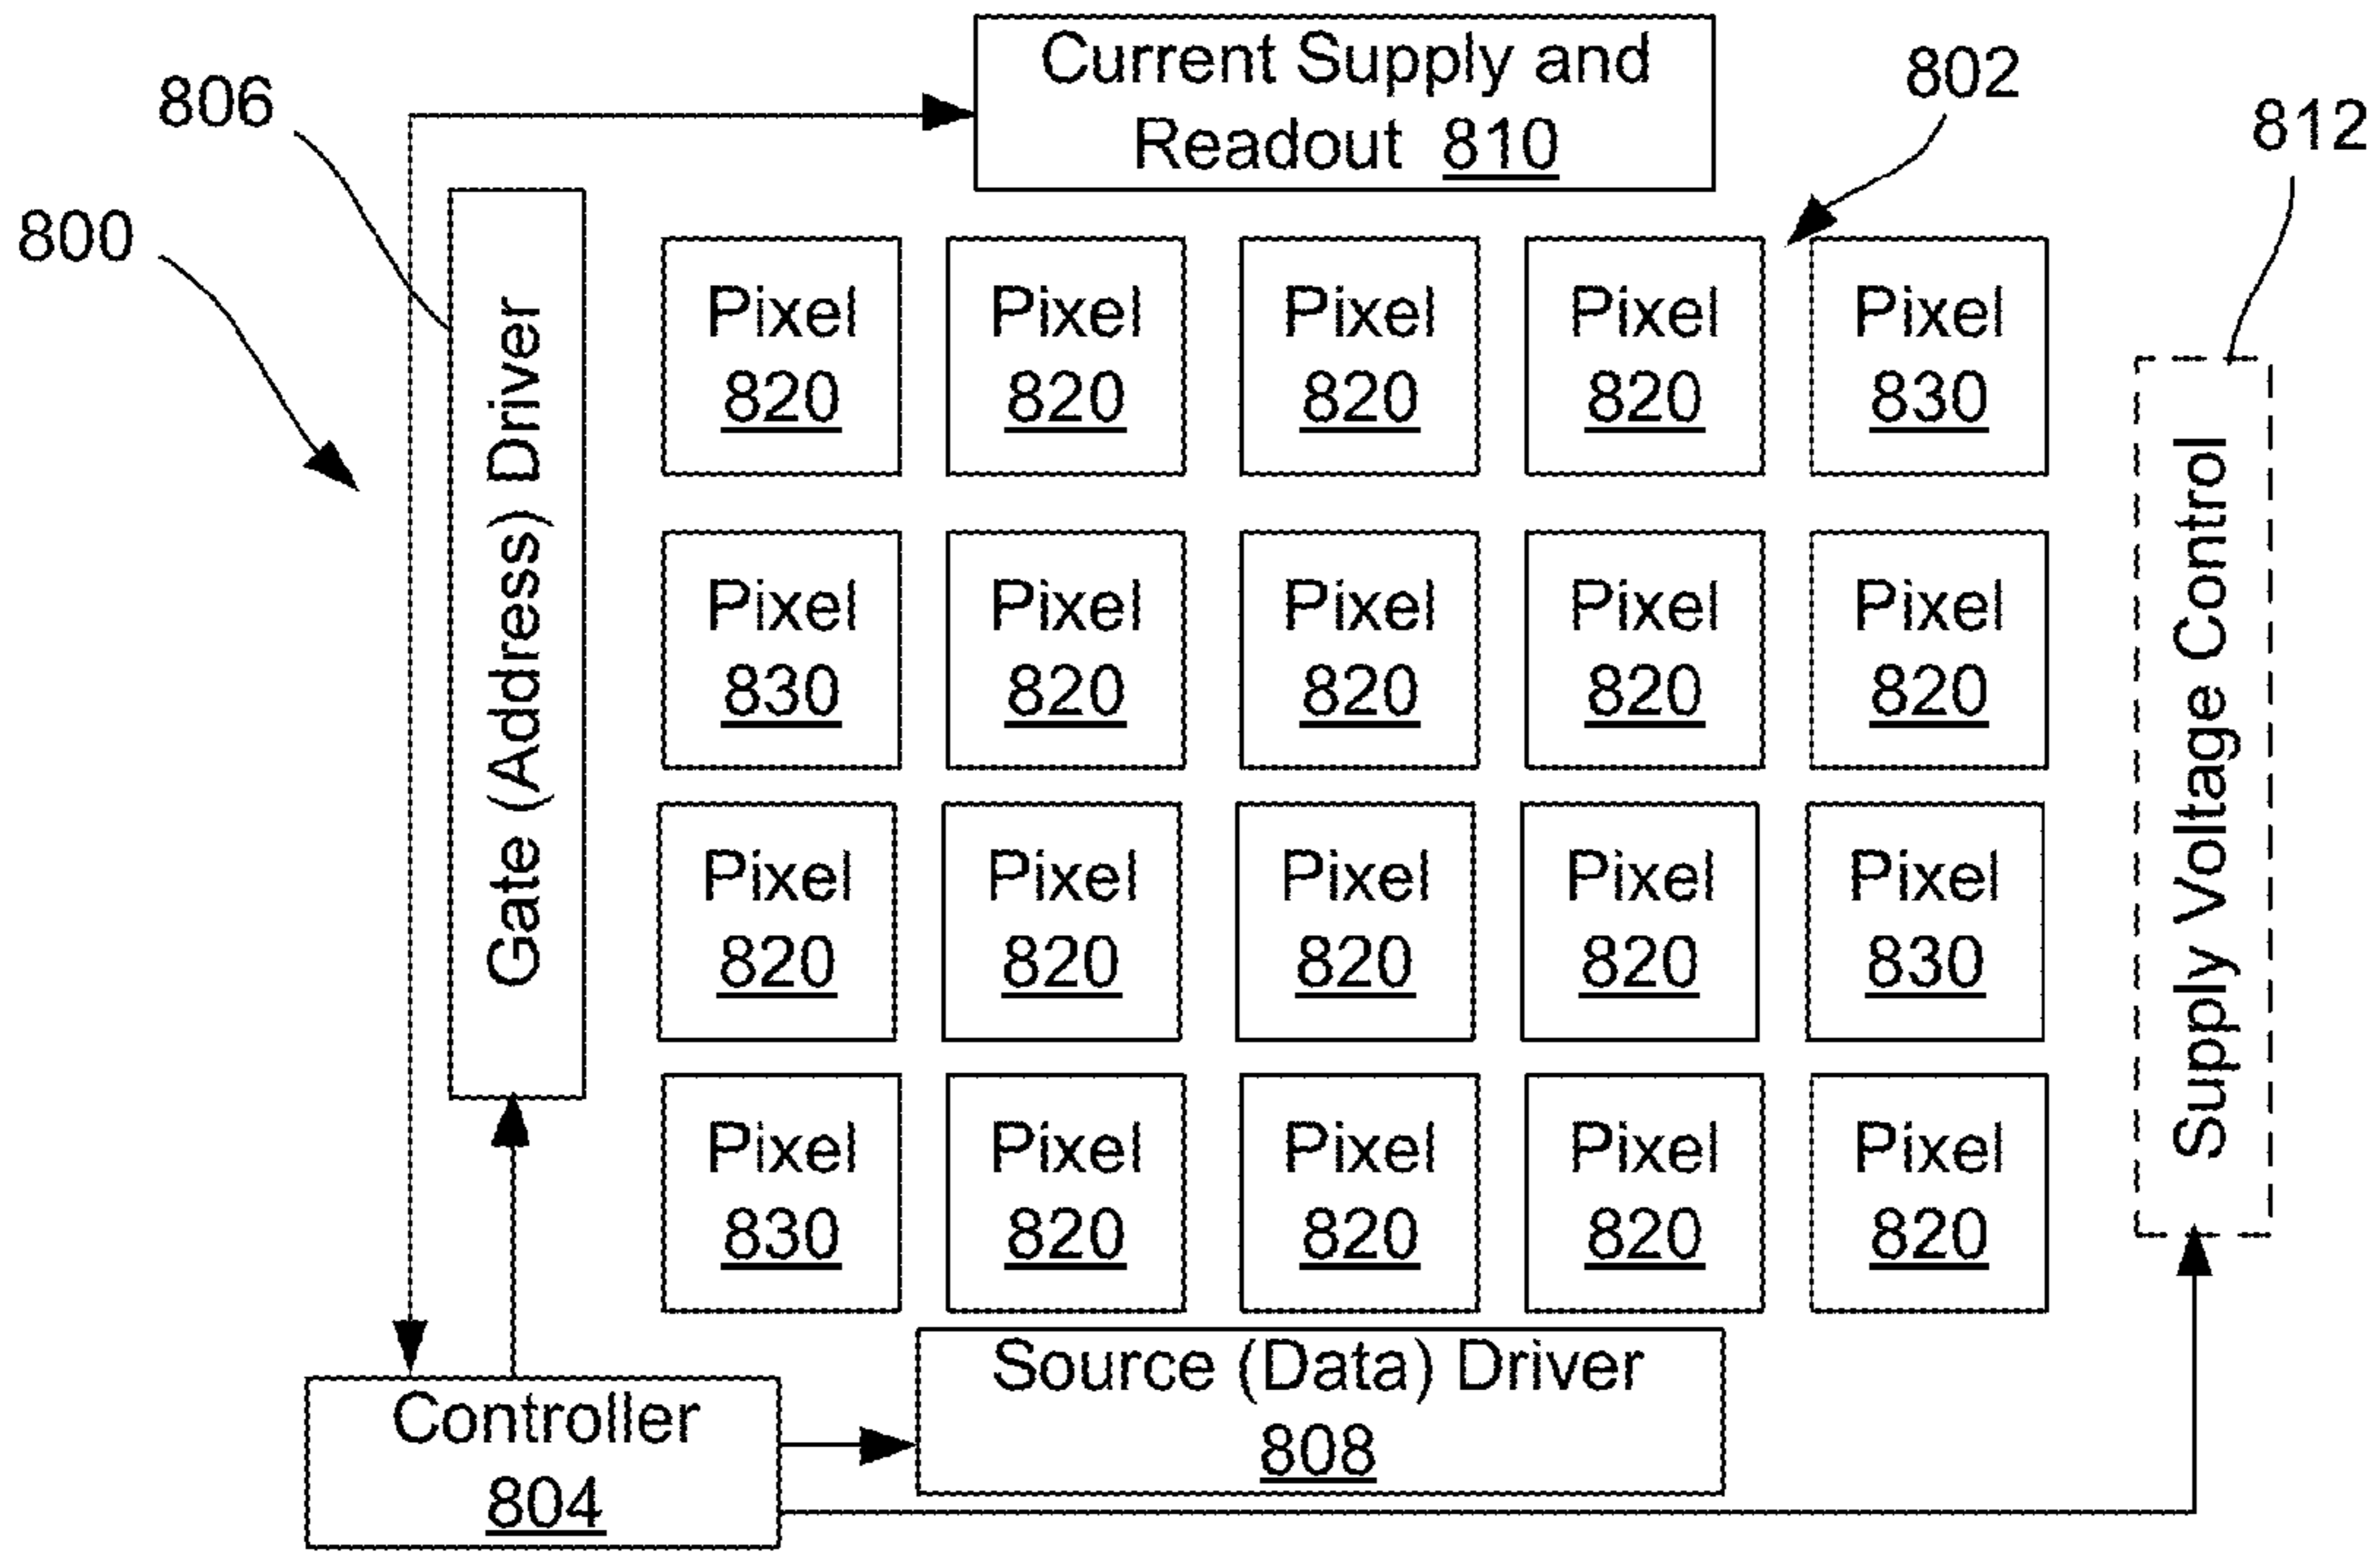 Current Supply and
Readout 810
802
806
812
800
Gate (Address) Driver
Pixel Pixel Pixel Pixel Pixel
820 820 820 820 830
Pixel Pixel Pixel Pixel Pixel
830 820 820 820 820
Pixel Pixel Pixel Pixel Pixel
820 820 820 820 830
Pixel Pixel Pixel Pixel Pixel
830 820 820 820 820
Supply Voltage Control
Source (Data) Driver
808
Controller
804